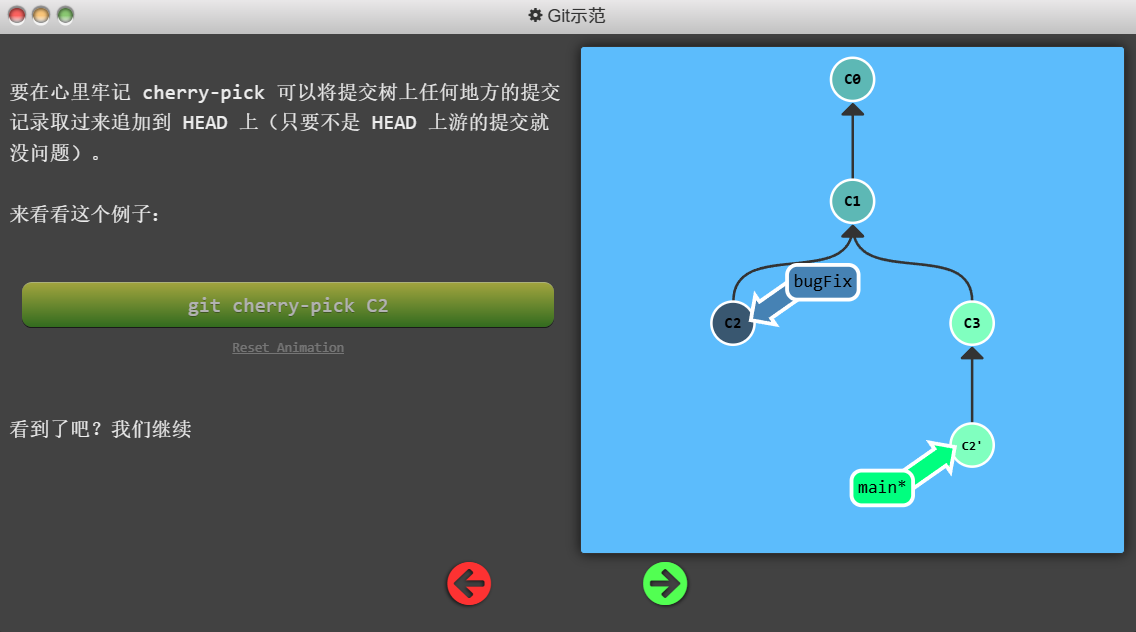 Git示范
要在心里牢记 cherry-pick 可以将提交树上任何地方的提交
记录取过来追加到 HEAD 上（只要不是 HEAD 上游的提交就
没问题）。
来看看这个例子：
git cherry-pick C2
Reset Animation
看到了吧？我们继续
C0
C1
bugFix
C2
C3
C2'
main*